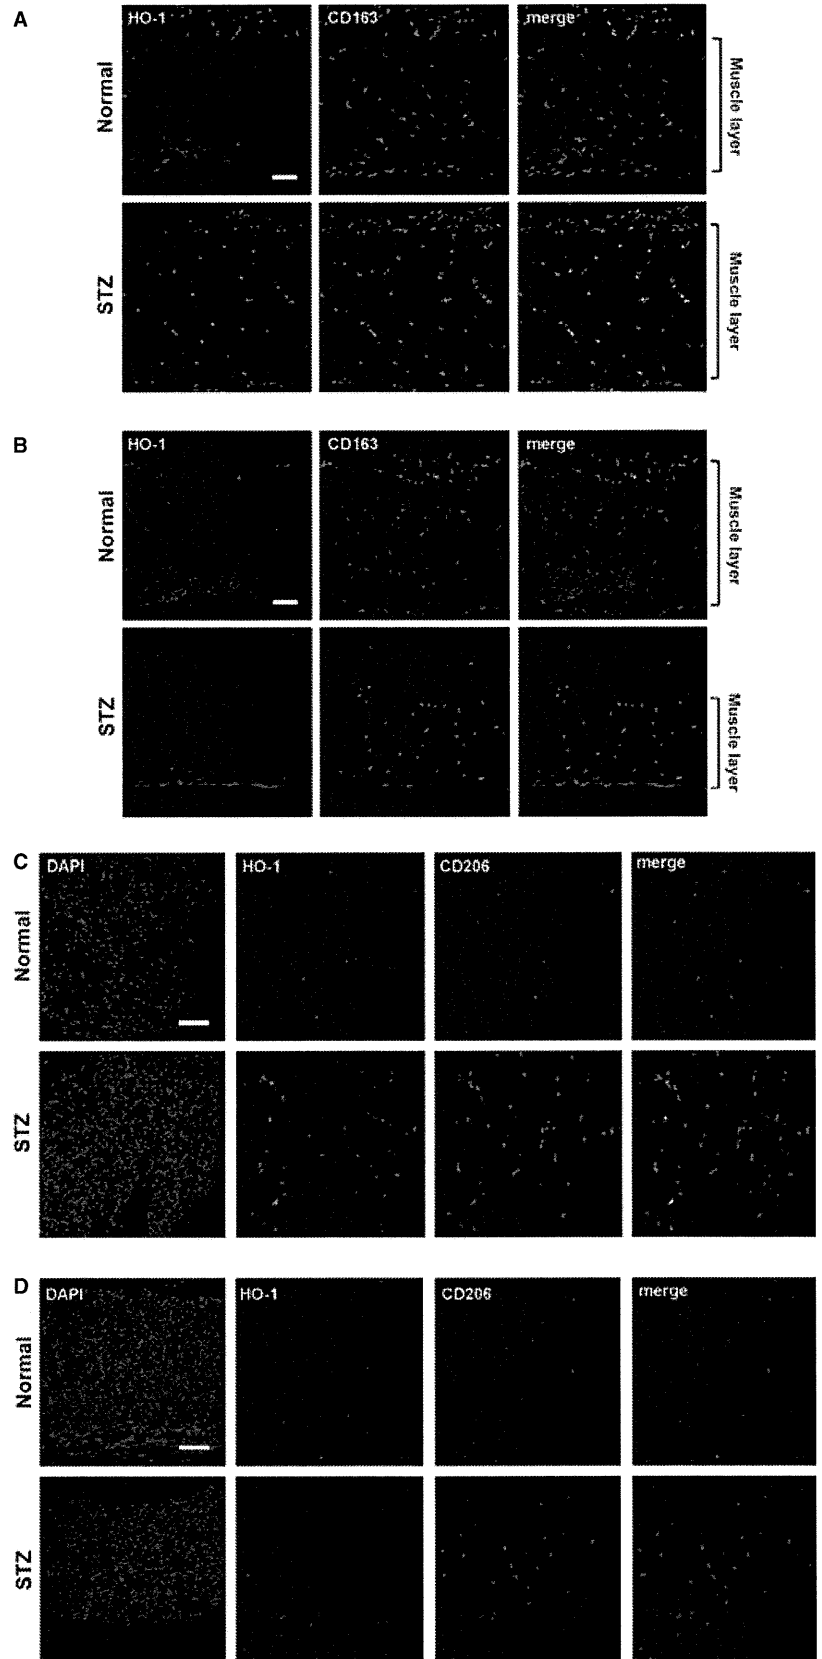 A
HO-1
CD163
merge
Normal
Muscle layer
STZ
Muscle layer
B
HO-1
CD163
merge
Normal
Muscle layer
STZ
Muscle layer
C
DAPI
HO-1
CD206
merge
Normal
STZ
D
DAPI
HO-1
CD206
merge
Normal
STZ